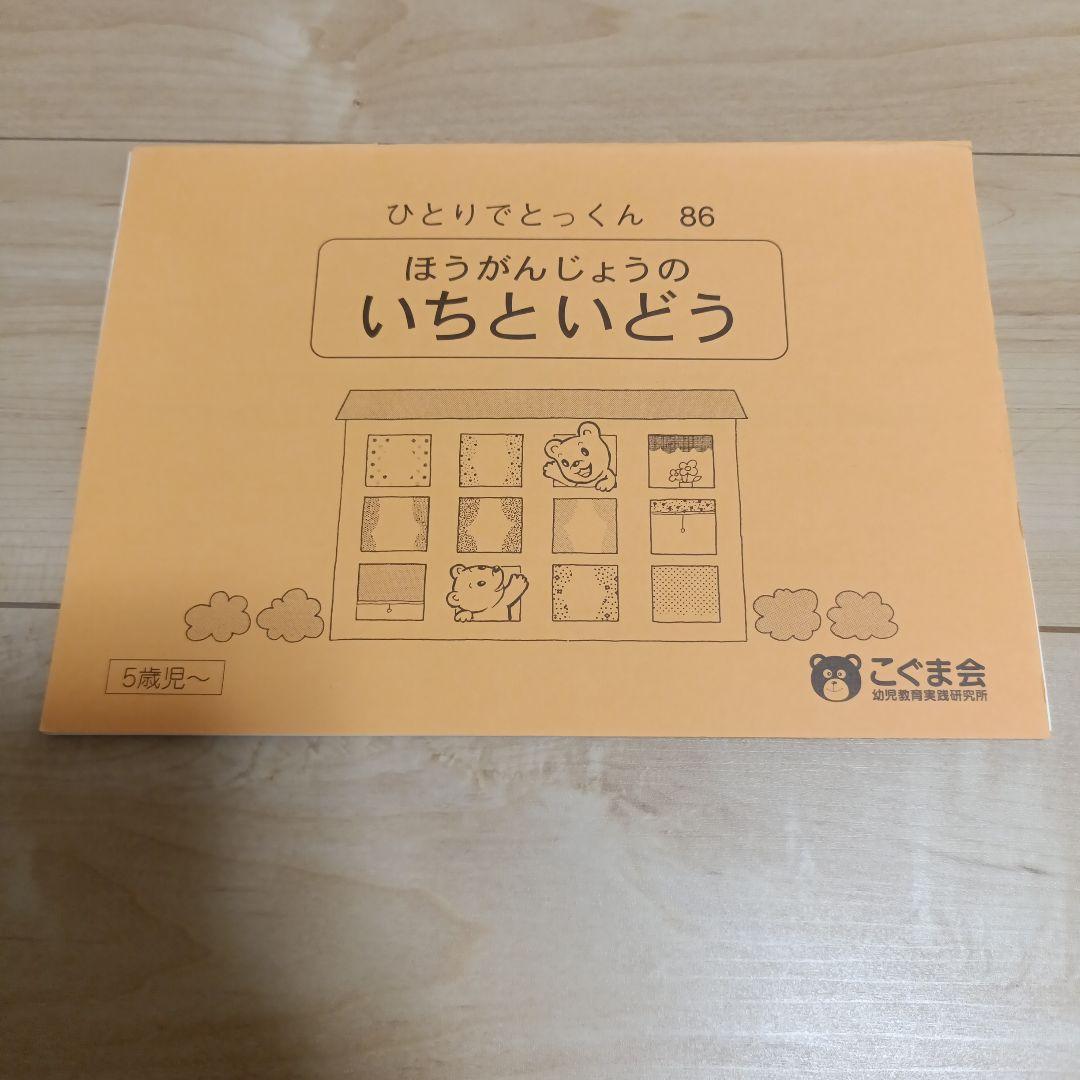 ひとりでとっくん 86
ほうがんじょうの
いちといどう
5歳児～
こぐま会
幼児教育実践研究所